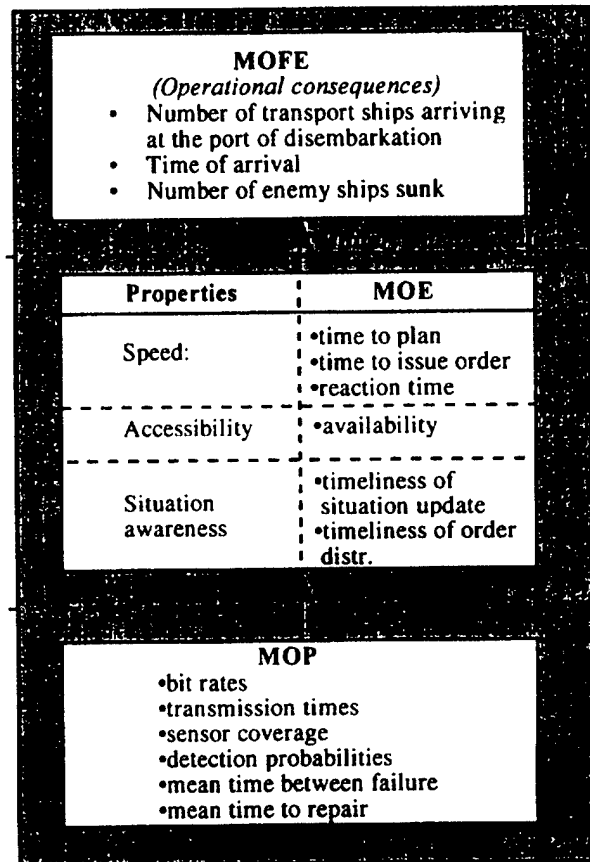 MOFE
(Operational consequences)
• Number of transport ships arriving
at the port of disembarkation
• Time of arrival
• Number of enemy ships sunk
Properties MOE
Speed: •time to plan
•time to issue order
•reaction time
Accessibility •availability
Situation •timeliness of
awareness situation update
•timeliness of order
distr.
MOP
•bit rates
•transmission times
•sensor coverage
•detection probabilities
•mean time between failure
•mean time to repair